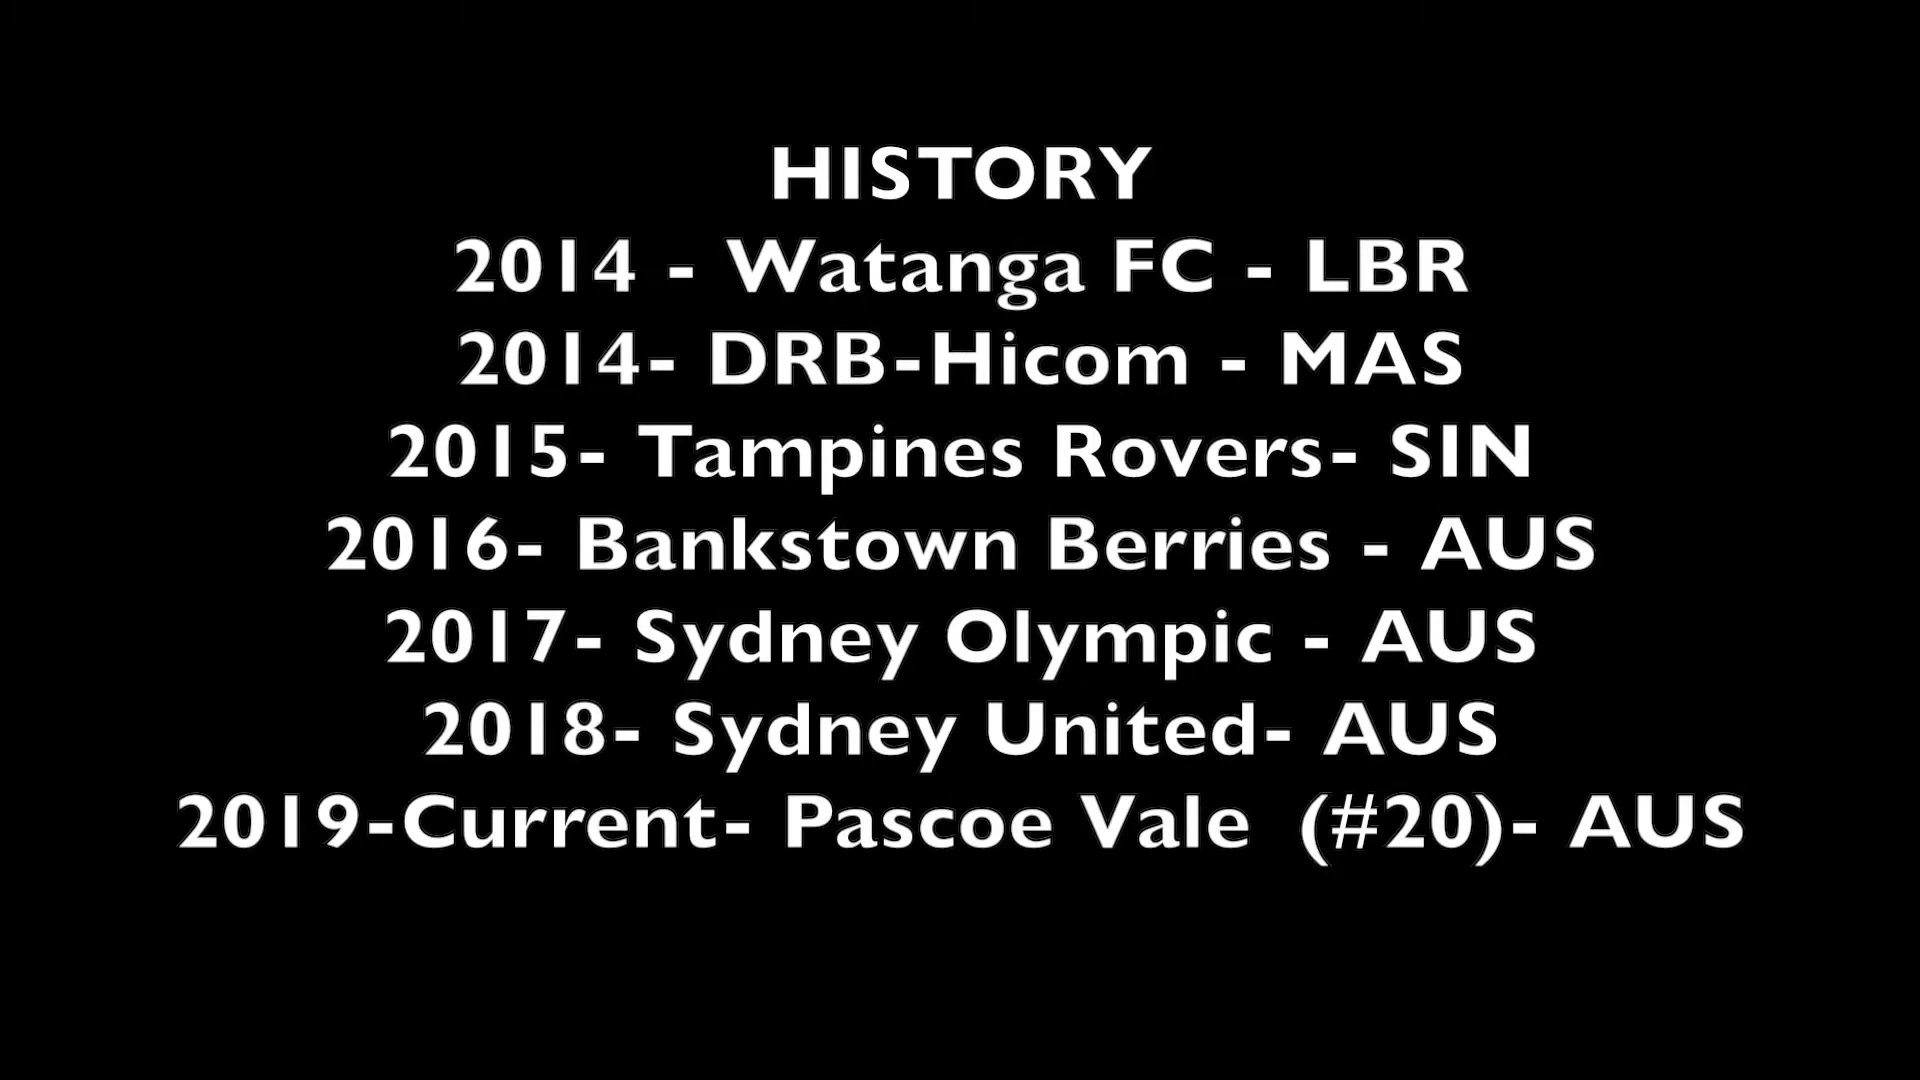 HISTORY
2014 - Watanga FC - LBR
2014- DRB-Hicom - MAS
2015- Tampines Rovers- SIN
2016- Bankstown Berries - AUS
2017- Sydney Olympic - AUS
2018- Sydney United- AUS
2019-Current- Pascoe Vale (#20)- AUS